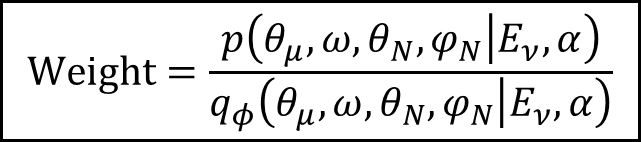 Weight = p(θ_μ, ω, θ_N, φ_N|E_ν, α) / q_ϕ(θ_μ, ω, θ_N, φ_N|E_ν, α)